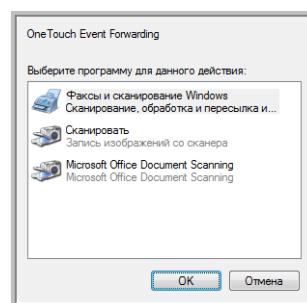 OneTouch Event Forwarding
Выберите программу для данного действия:
Факсы и сканирование Windows
Сканирование, обработка и пересылка и...
Сканировать
Запись изображений со сканера
Microsoft Office Document Scanning
Microsoft Office Document Scanning
OK
Отмена